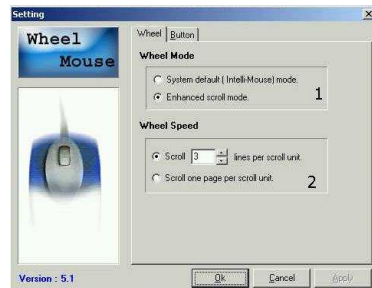 Setting
Wheel
Mouse
Wheel Button
Wheel Mode
System default ( Intelli-Mouse) mode.
Enhanced scroll mode.
1
Wheel Speed
Scroll 3 lines per scroll unit.
Scroll one page per scroll unit.
2
Version : 5.1
Ok Cancel Apply